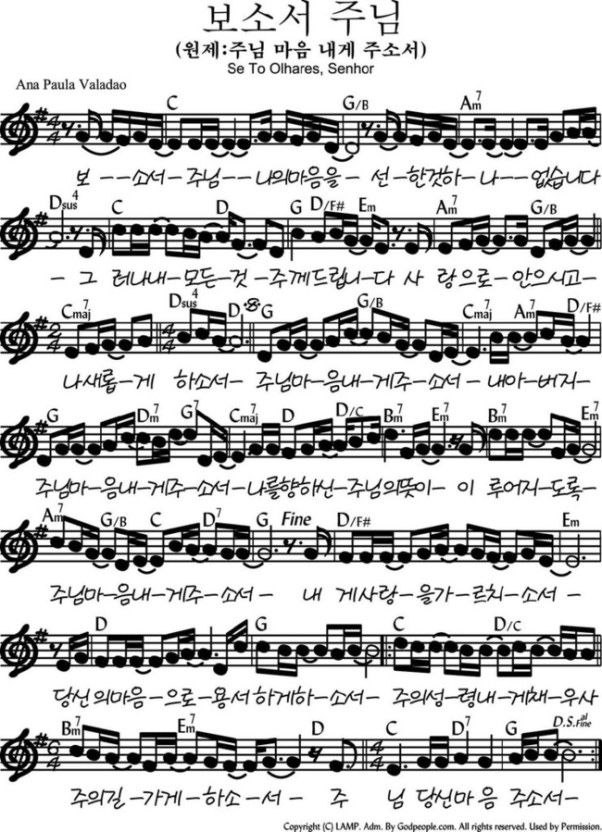 보소서 주님
(원제:주님 마음 내게 주소서)
Se To Olhares, Senhor
Ana Paula Valadao
C G/B Am7
보---소서-주님--나의마음을-선-한것하-나--없습니다
Dsus4 C D G D/F# Em Am7 G/B
-그 러나내-모든-것-주께드립니-다 사랑으로-안으시고-
Cmaj7 Dsus4 D G G/B Cmaj7 Am7 D/F#
나새롭-게 하소서-주님마-음내-게주-소서-내아-버지-
G Dm7 G7 Cmaj7 D D/C Bm7 Em7 Bm7 Em7
주님마-음내-게주-소서-나를향하신-주님의뜻이-이루어지-도록-
Am7 G/B C D7 G Fine D/F# Em
주님마-음내-게주-소서- 내 게사랑-을가-르치-소서-
D G C D/C
당신의마음-으로-용서하게하-소서- 주의성-령내-게채-우사
Bm7 Em7 D C D7 G D.S. al Fine
주의길-가게-하소-서- 주 님 당신마음 주소서-
Copyright (C) LAMP. Adm. By Godpeople.com. All rights reserved. Used by Permission.